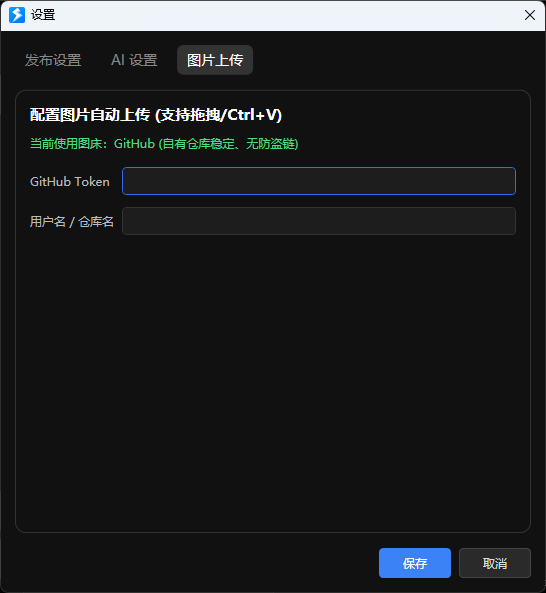 设置
发布设置 AI 设置 图片上传
配置图片自动上传 (支持拖拽/Ctrl+V)
当前使用图床：GitHub (自有仓库稳定、无防盗链)
GitHub Token
用户名 / 仓库名
保存 取消